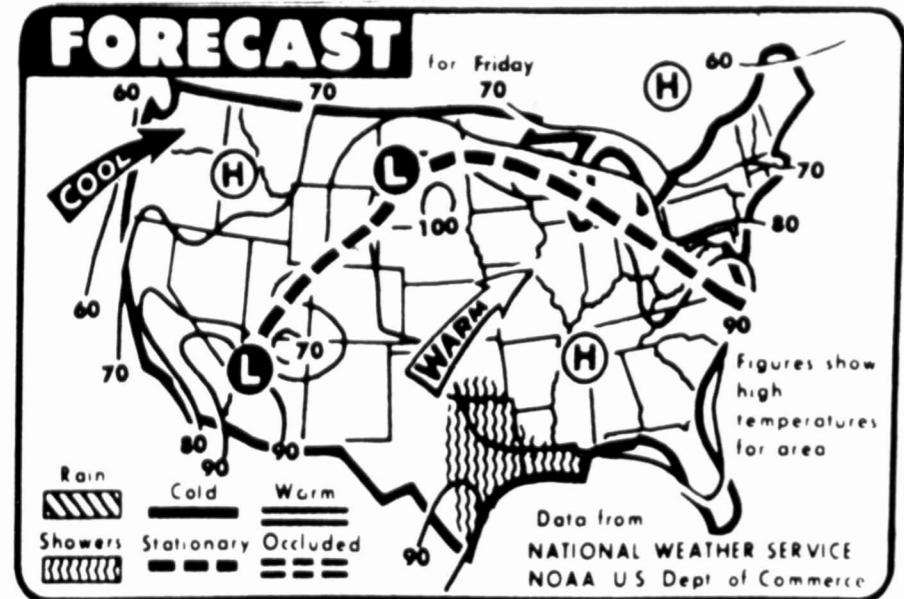 FORECAST
for Friday
60
70
70
60
COOL
H
H
L
70
100
80
60
WARM
90
70
L
70
H
Figures show
high
temperatures
for area
80
90
90
90
Rain
Cold
Warm
Showers
Stationary
Occluded
Data from
NATIONAL WEATHER SERVICE
NOAA U S Dept of Commerce